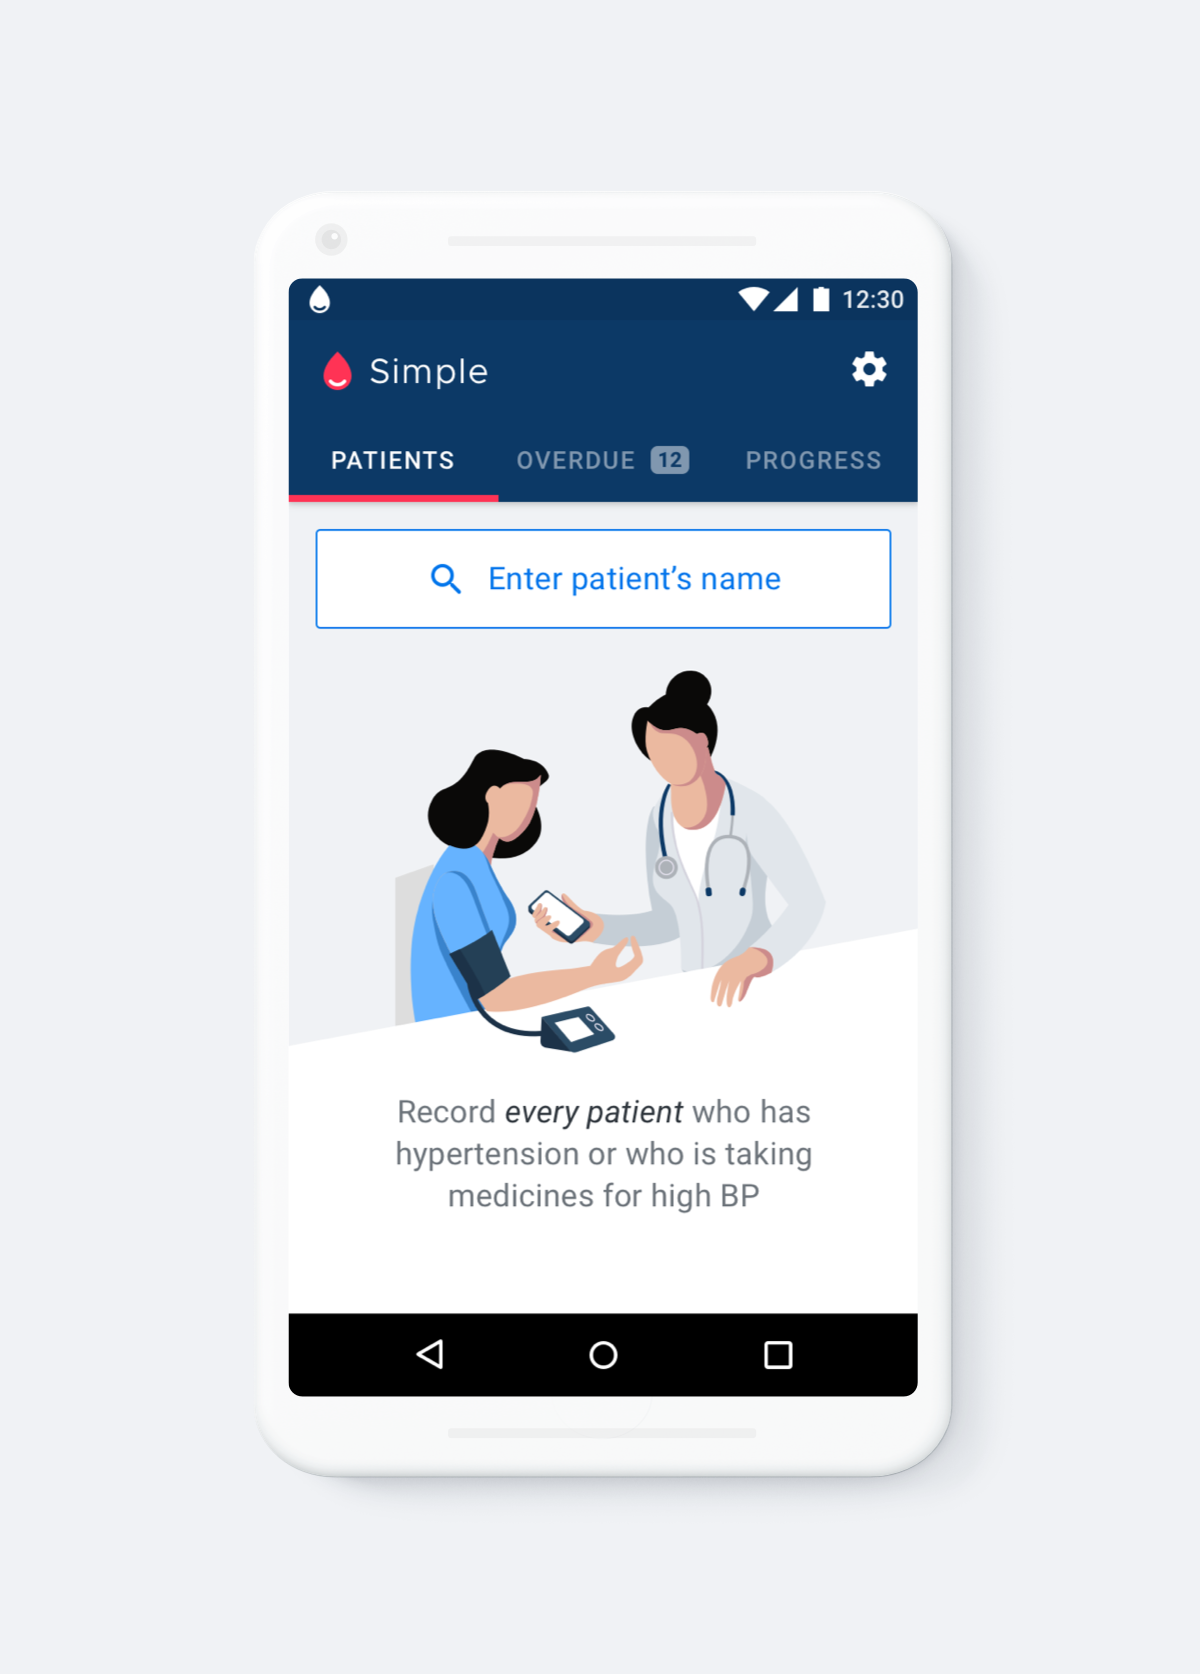 12:30
Simple
PATIENTS OVERDUE 12 PROGRESS
Enter patient’s name
Record every patient who has
hypertension or who is taking
medicines for high BP